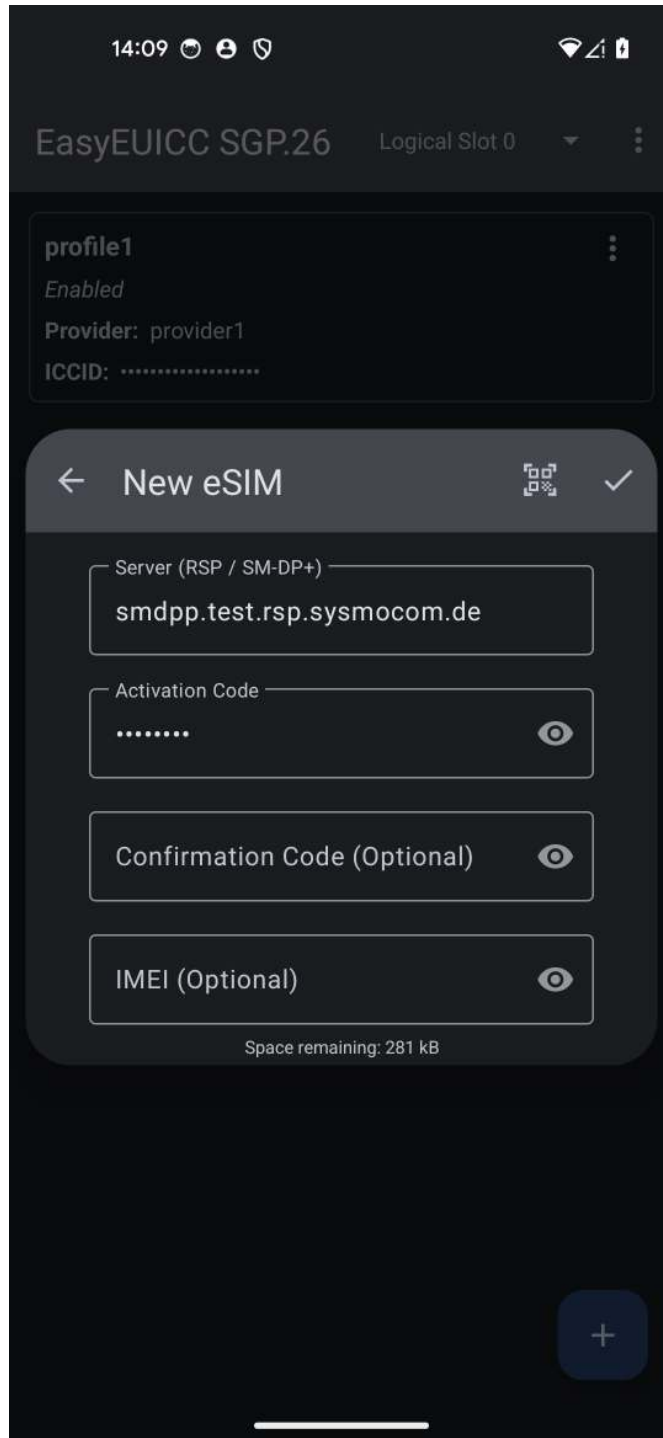 14:09
EasyEUICC SGP.26 Logical Slot 0
profile1
Enabled
Provider: provider1
ICCID: •••••••••••••••••••
New eSIM
Server (RSP / SM-DP+)
smdpp.test.rsp.sysmocom.de
Activation Code
••••••••
Confirmation Code (Optional)
IMEI (Optional)
Space remaining: 281 kB